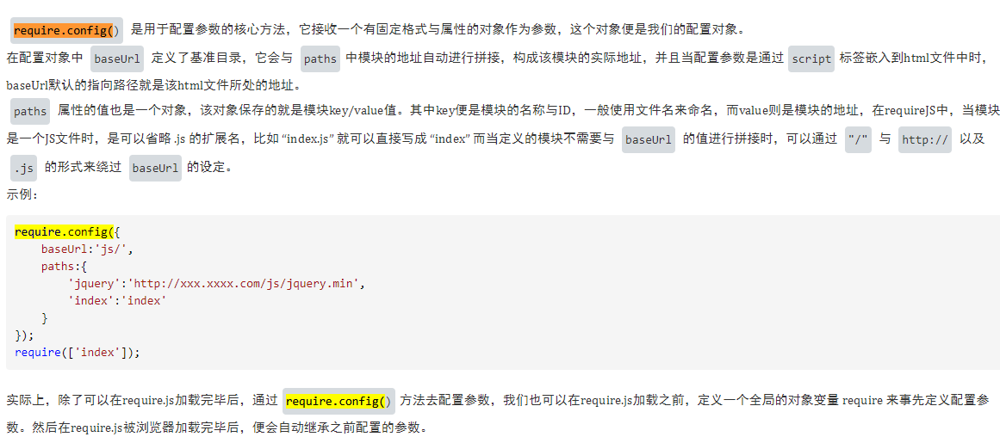 require.config() 是用于配置参数的核心方法，它接收一个有固定格式与属性的对象作为参数，这个对象便是我们的配置对象。
在配置对象中 baseUrl 定义了基准目录，它会与 paths 中模块的地址自动进行拼接，构成该模块的实际地址，并且当配置参数是通过 script 标签嵌入到html文件中时，
baseUrl默认的指向路径就是该html文件所处的地址。
paths 属性的值也是一个对象，该对象保存的就是模块key/value值。其中key便是模块的名称与ID，一般使用文件名来命名，而value则是模块的地址，在requireJS中，当模
块是一个JS文件时，是可以省略 .js 的扩展名，比如 “index.js” 就可以直接写成 “index” 而当定义的模块不需要与 baseUrl 的值进行拼接时，可以通过 "/" 与 http:// 以及
.js 的形式来绕过 baseUrl 的设定。
示例：
require.config({
    baseUrl:'js/',
    paths:{
        'jquery':'http://xxx.xxxx.com/js/jquery.min',
        'index':'index'
    }
});
require(['index']);
实际上，除了可以在require.js加载完毕后，通过 require.config() 方法去配置参数，我们也可以在require.js加载之前，定义一个全局的对象变量 require 来事先定义配置参
数。然后在require.js被浏览器加载完毕后，便会自动继承之前配置的参数。